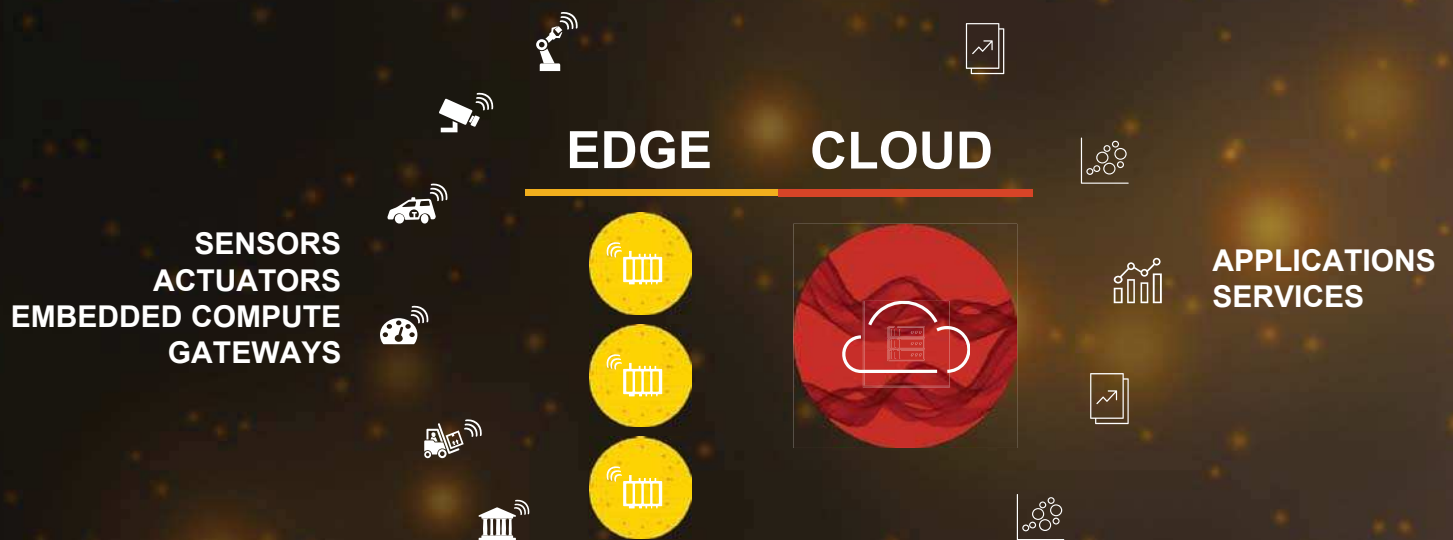 EDGE
CLOUD
SENSORS
ACTUATORS
EMBEDDED COMPUTE
GATEWAYS
APPLICATIONS
SERVICES